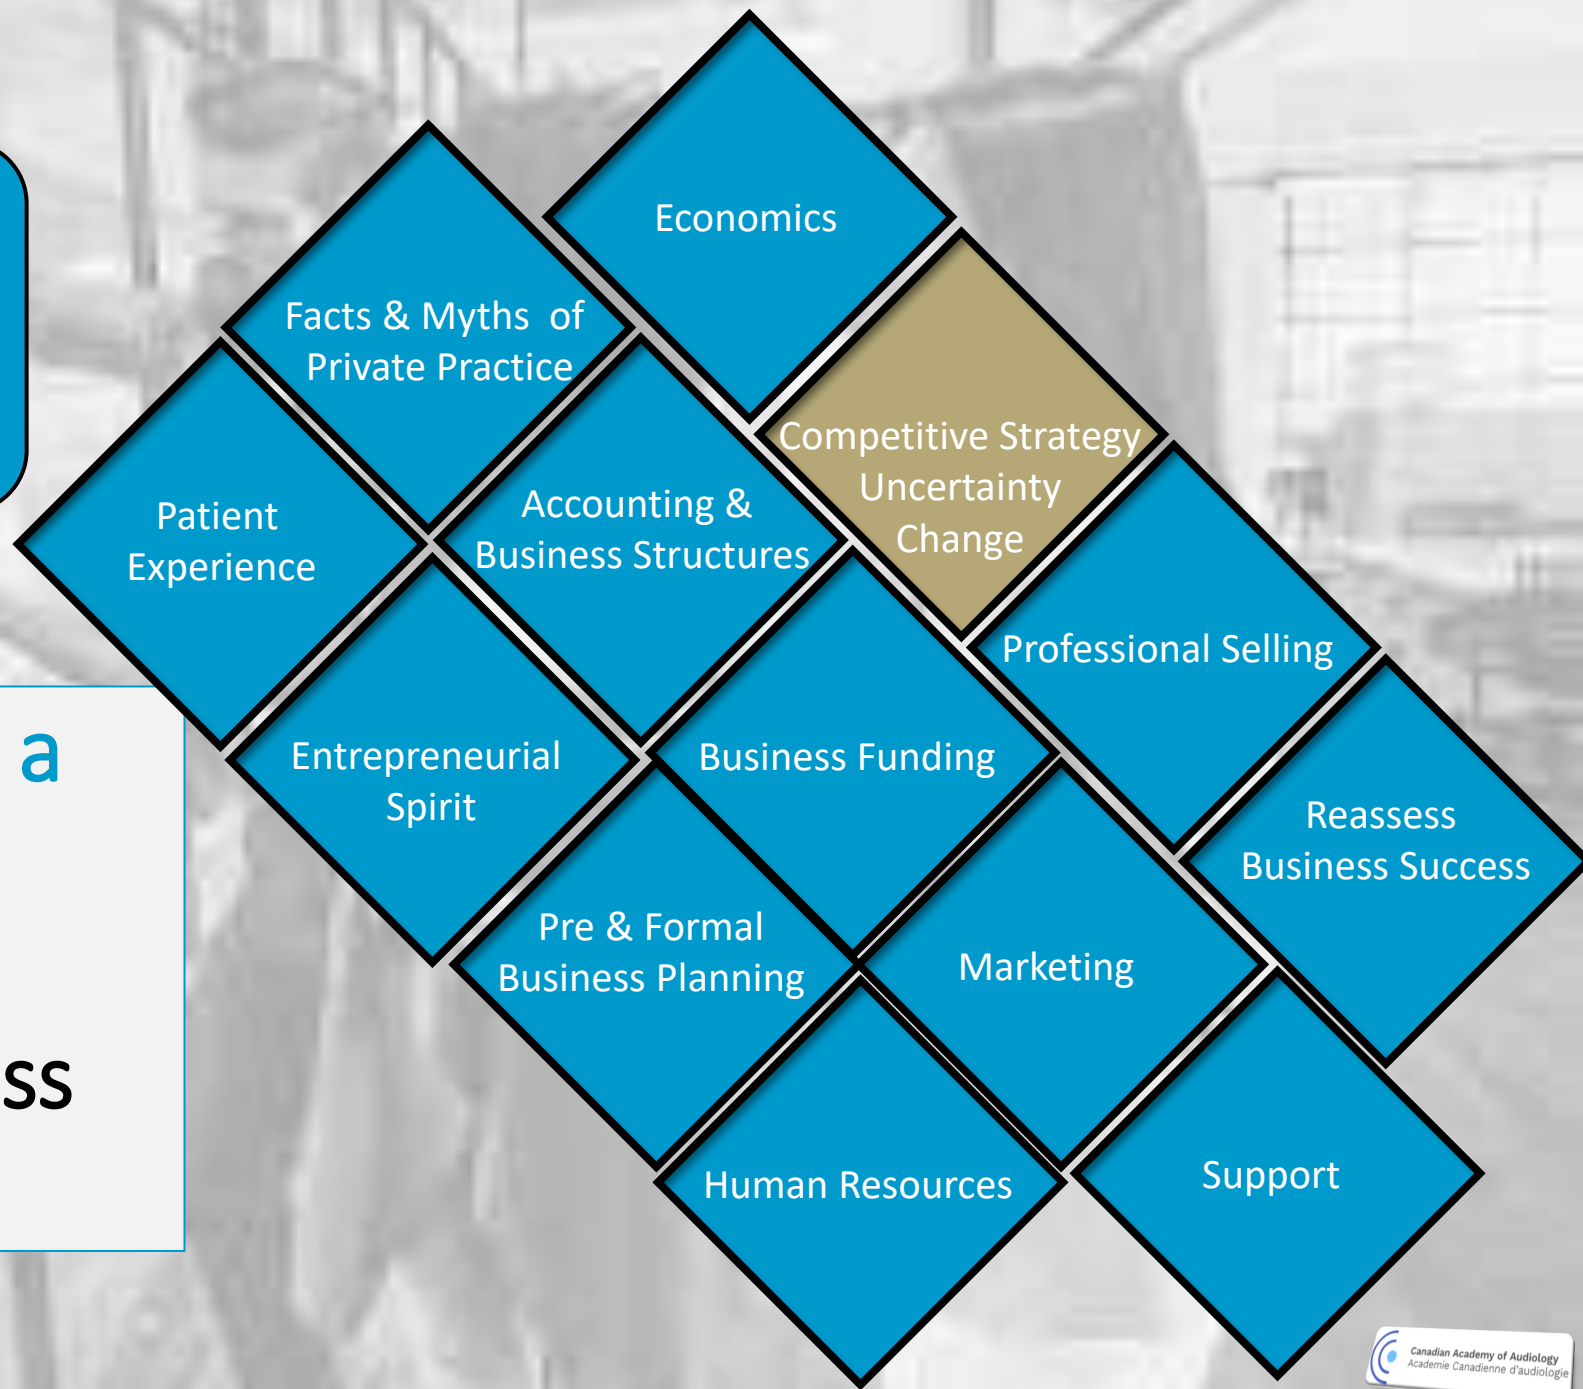 Economics
Facts & Myths of
Private Practice
Competitive Strategy
Uncertainty
Change
Patient
Experience
Accounting &
Business Structures
Professional Selling
a
Entrepreneurial
Spirit
Business Funding
Reassess
Business Success
Pre & Formal
Business Planning
Marketing
ss
Human Resources
Support
Canadian Academy of Audiology
Academie Canadienne d'audiologie